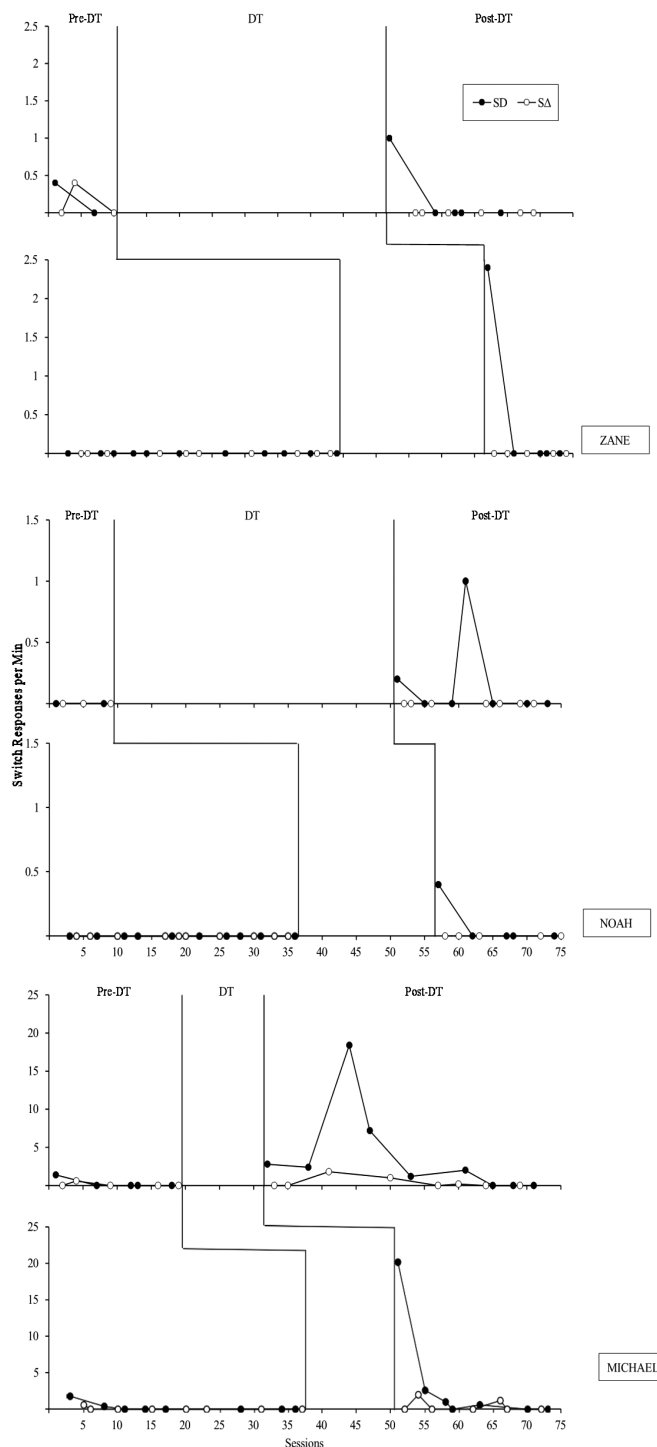 Pre-DT DT Post-DT
2.5
2
1.5
1
0.5
SD SΔ
2.5
2
1.5
1
0.5
ZANE
Pre-DT DT Post-DT
1.5
1
0.5
Switch Responses per Min
1.5
1
0.5
NOAH
5 10 15 20 25 30 35 40 45 50 55 60 65 70 75
Pre-DT DT Post-DT
25
20
15
10
5
25
20
15
10
5
MICHAEL
5 10 15 20 25 30 35 40 45 50 55 60 65 70 75
Sessions